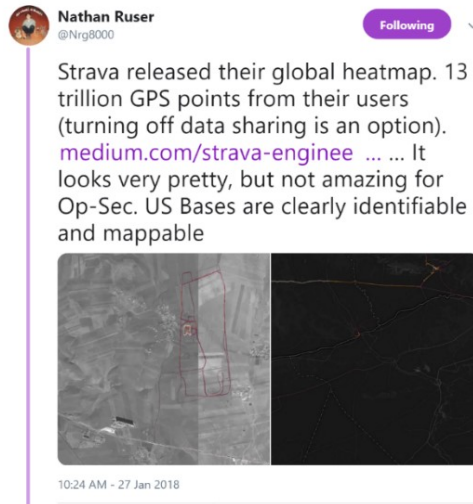 Nathan Ruser
@Nrg8000
Following
Strava released their global heatmap. 13
trillion GPS points from their users
(turning off data sharing is an option).
medium.com/strava-enginee ... ... It
looks very pretty, but not amazing for
Op-Sec. US Bases are clearly identifiable
and mappable
10:24 AM - 27 Jan 2018